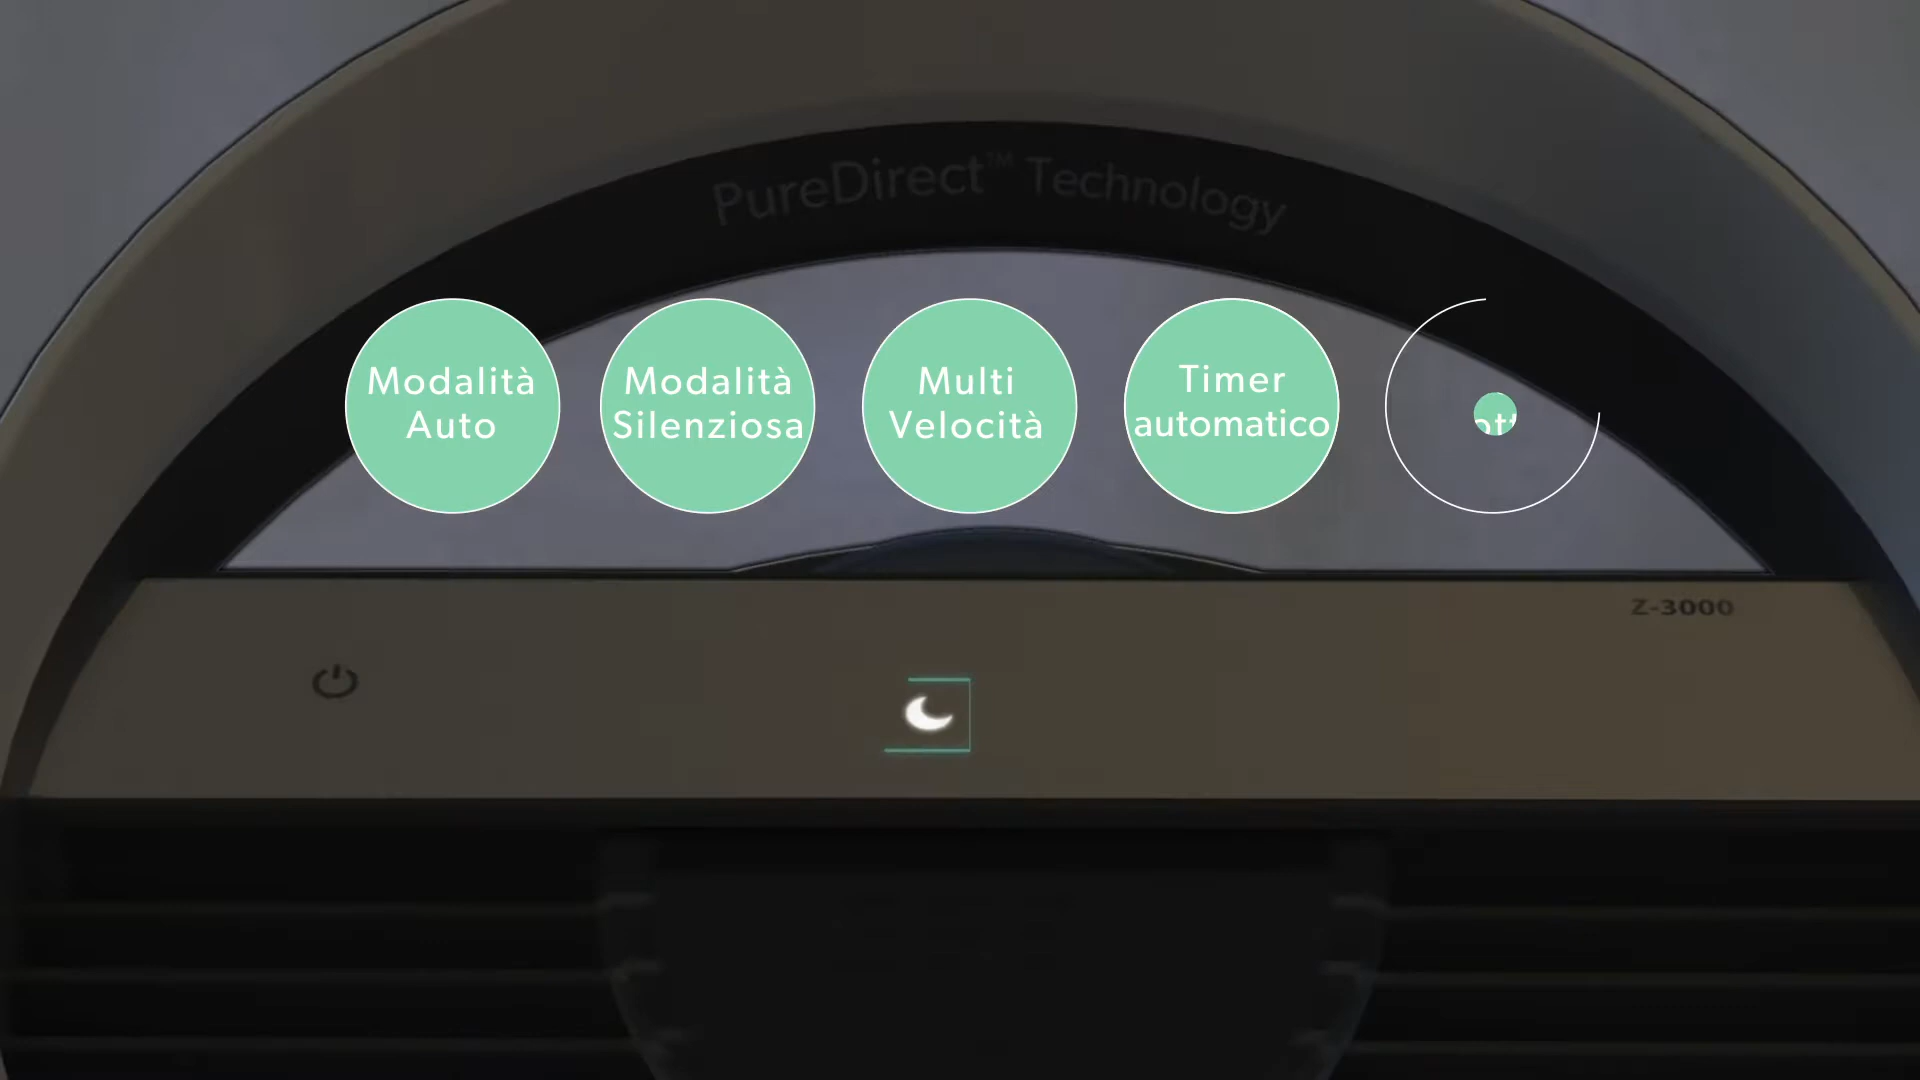 PureDirect™ Technology
Modalità
Auto
Modalità
Silenziosa
Multi
Velocità
Timer
automatico
Z-3000